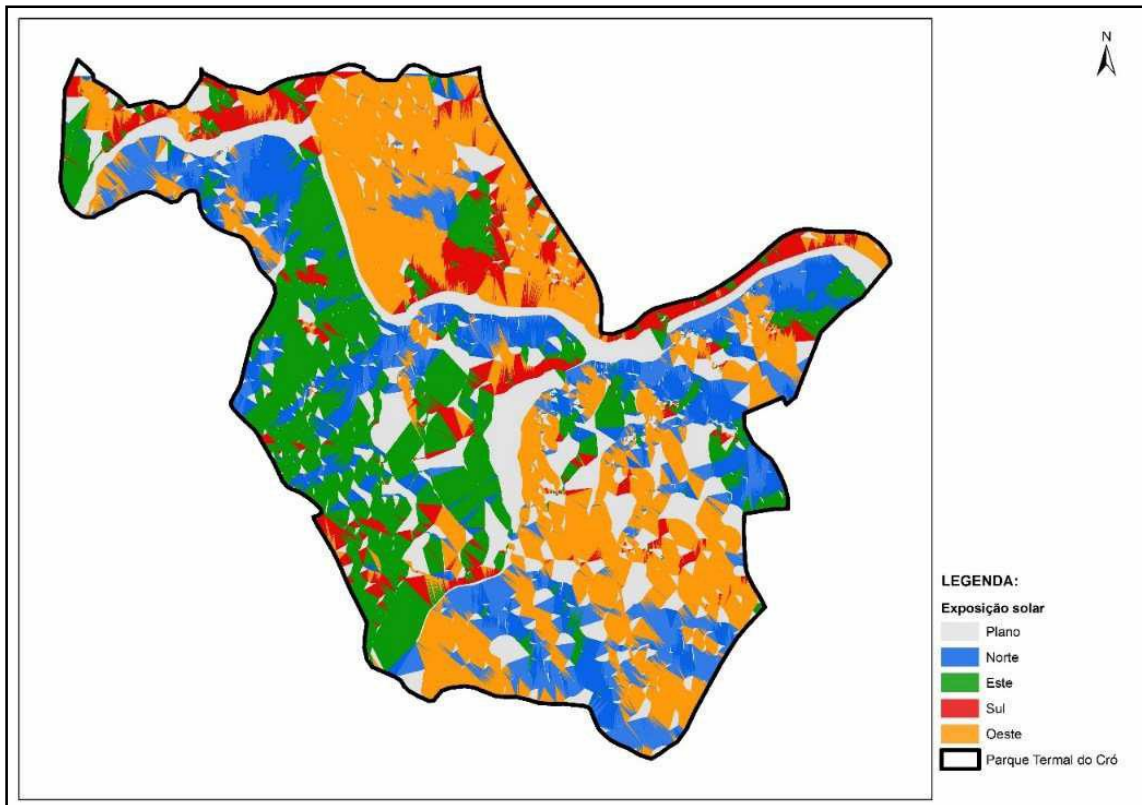 N
LEGENDA:
Exposição solar
Plano
Norte
Este
Sul
Oeste
Parque Termal do Cró